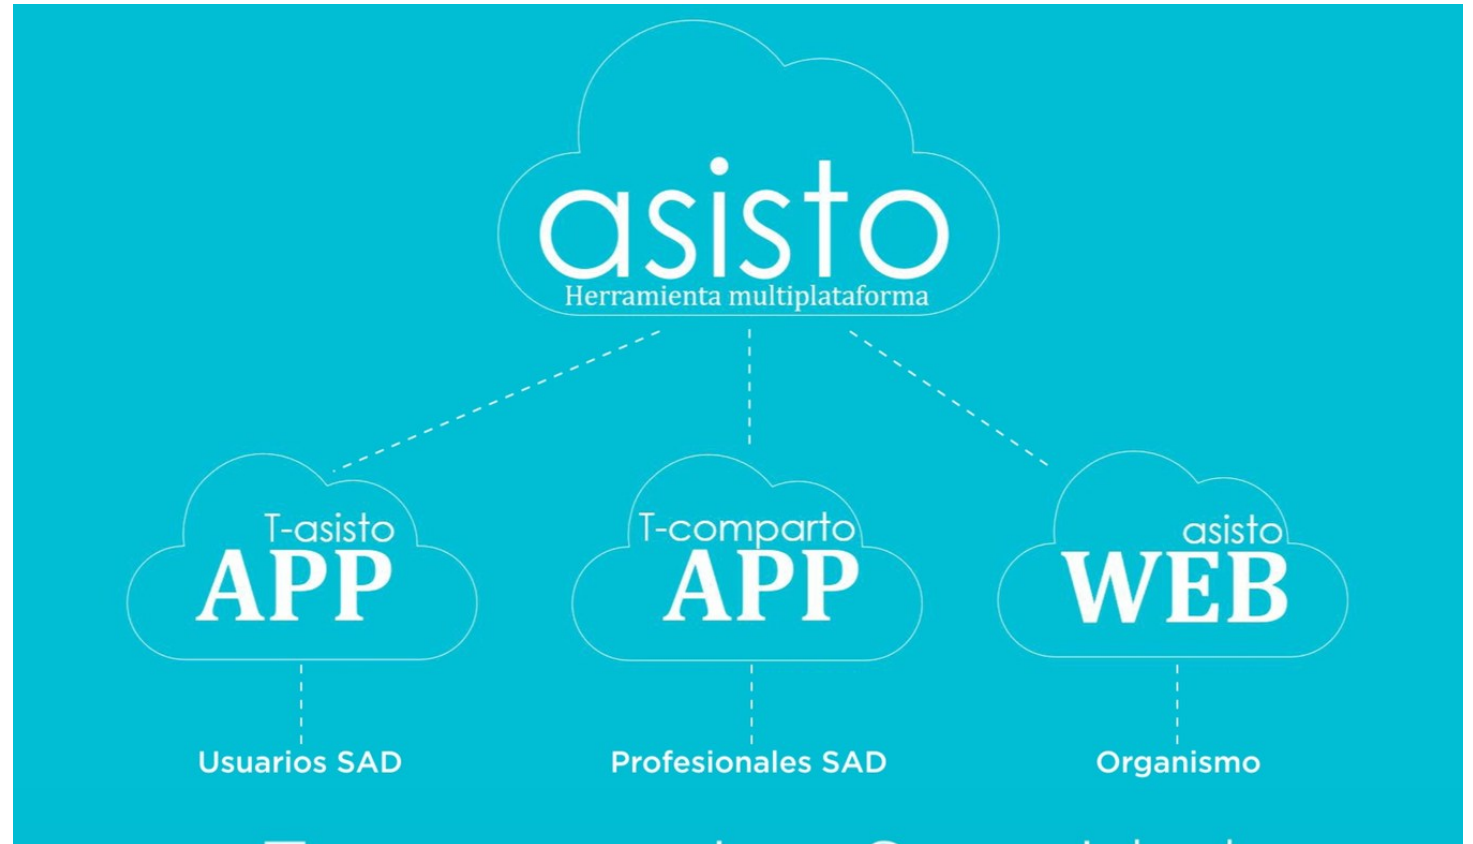 asisto
Herramienta multiplataforma
T-asisto
APP
T-comparto
APP
asisto
WEB
Usuarios SAD
Profesionales SAD
Organismo